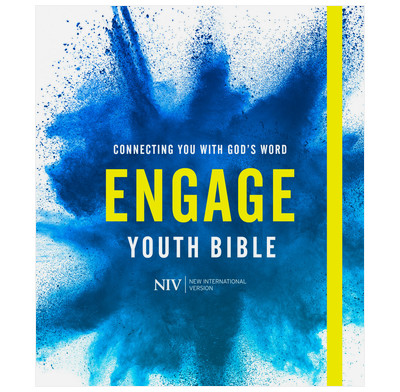 CONNECTING YOU WITH GOD'S WORD
ENGAGE
YOUTH BIBLE
NIV
NEW INTERNATIONAL
VERSION